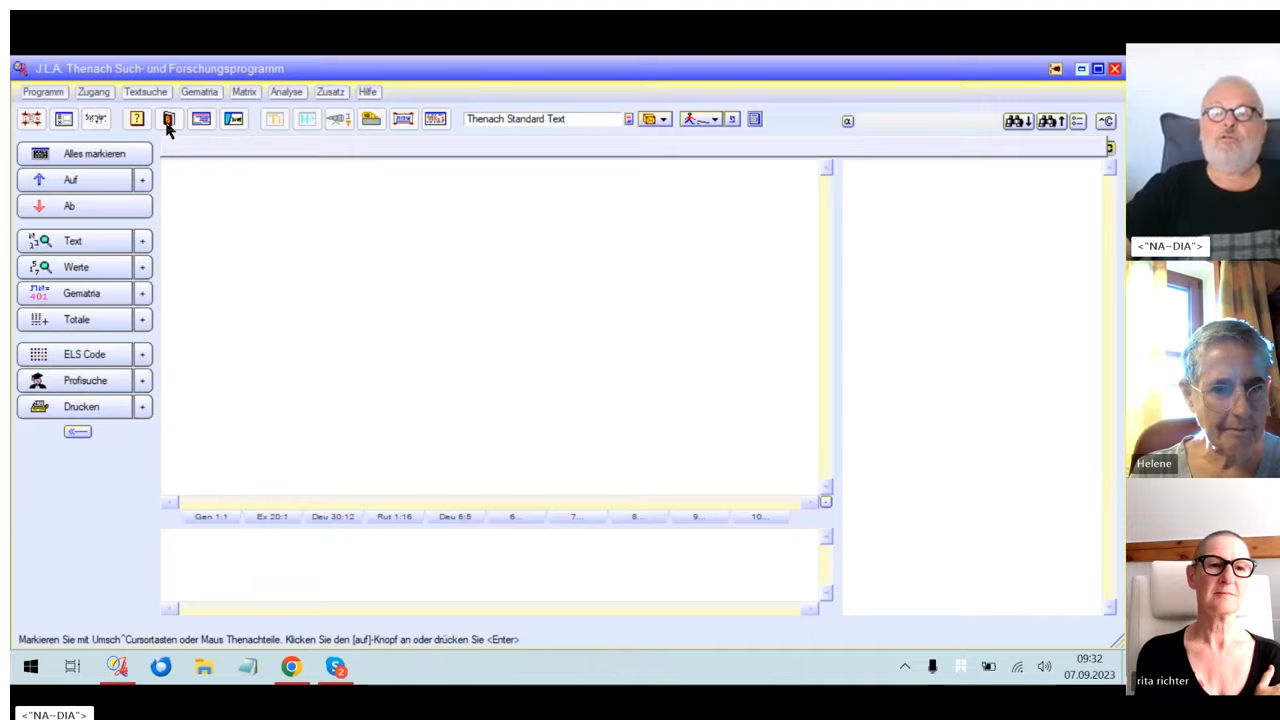 J.L.A. Thenach Such- und Forschungsprogramm
Programm Zugang Textsuche Gematria Matrix Analyse Zusatz Hilfe
Thenach Standard Text
Alles markieren
Auf +
Ab
Text +
Werte +
401 Gematria +
Totale +
ELS Code +
Profisuche +
Drucken +
Gen 1:1 Ex 20:1 Deu 30:12 Rut 1:16 Deu 6:5 6... 7... 8... 9... 10...
Markieren Sie mit Umsch^Cursortasten oder Maus Thenachteile. Klicken Sie den [auf]-Knopf an oder drücken Sie <Enter>
09:32
07.09.2023
<"NA~DIA">
Helene
rita richter
<"NA~DIA">